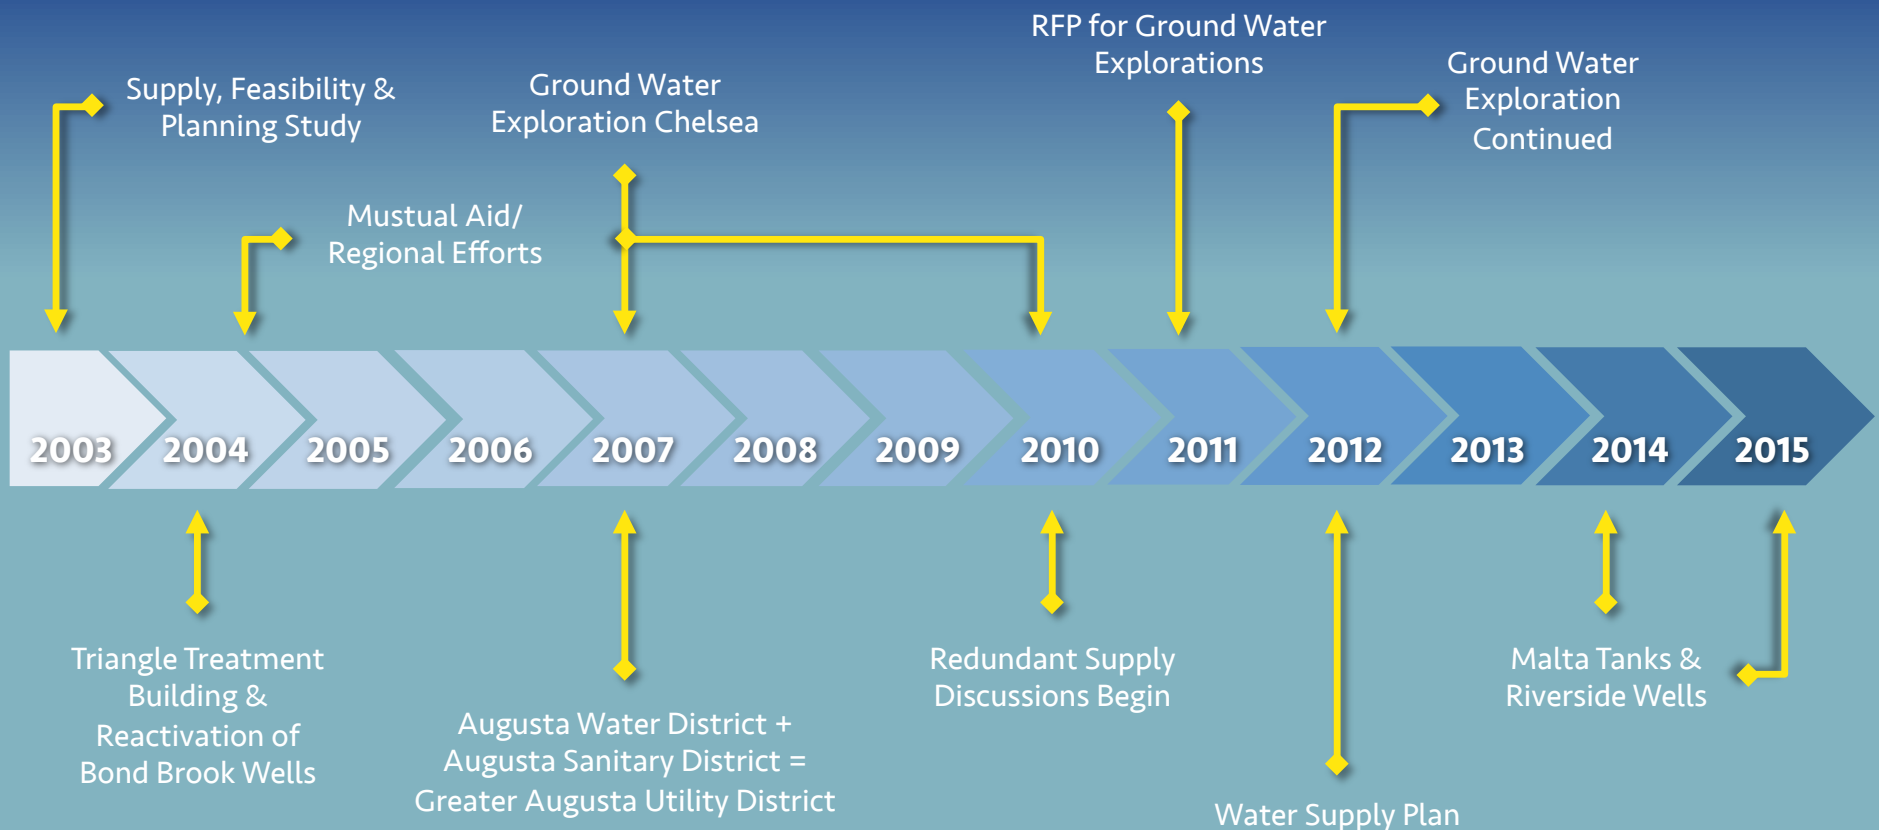 RFP for Ground Water
Explorations
Supply, Feasibility &
Planning Study
Ground Water
Exploration Chelsea
Ground Water
Exploration
Continued
Mustual Aid/
Regional Efforts
2003
2004
2005
2006
2007
2008
2009
2010
2011
2012
2013
2014
2015
Triangle Treatment
Building &
Reactivation of
Bond Brook Wells
Augusta Water District +
Augusta Sanitary District =
Greater Augusta Utility District
Redundant Supply
Discussions Begin
Water Supply Plan
Malta Tanks &
Riverside Wells